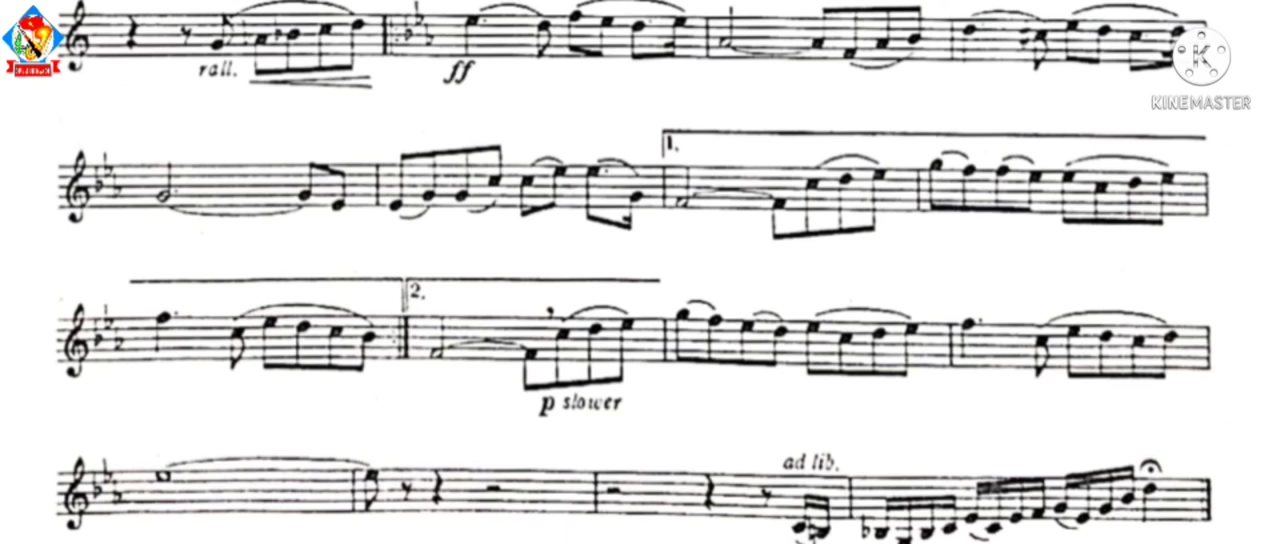 rall.
ff
KINEMASTER
1.
2.
p slower
ad lib.